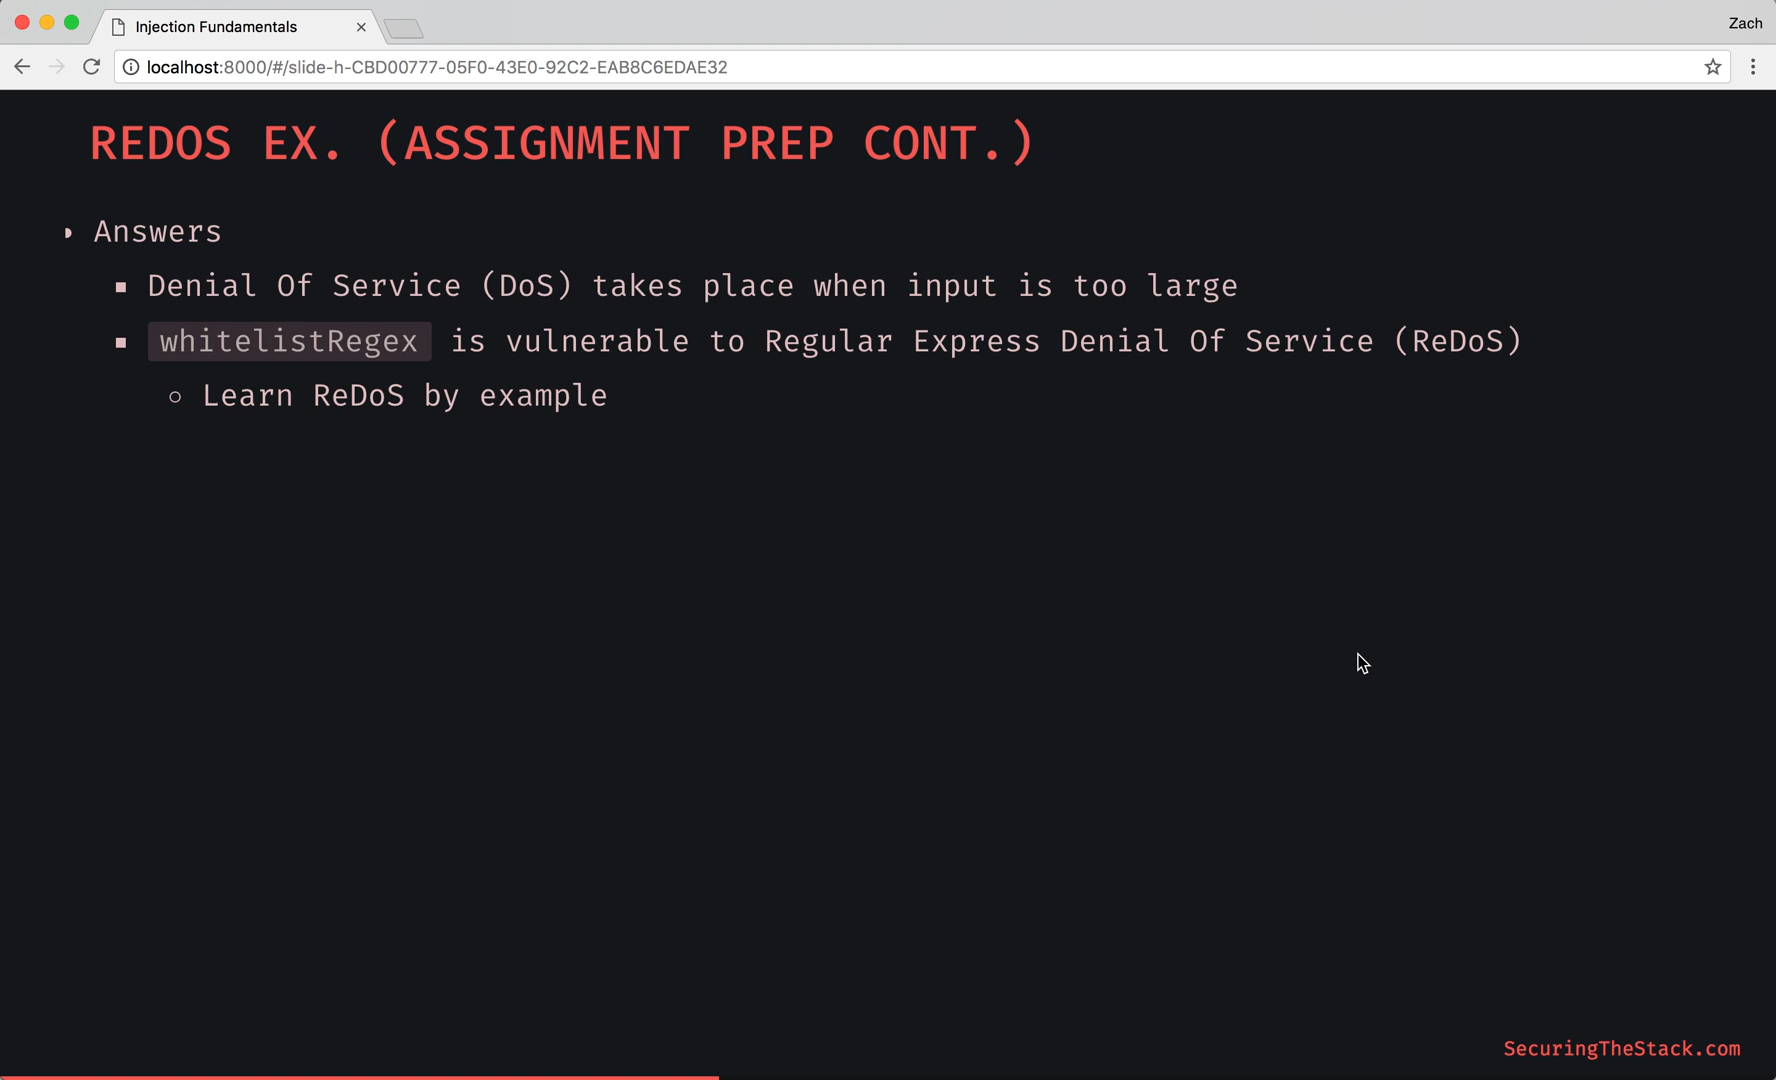 Injection Fundamentals
Zach
localhost:8000/#/slide-h-CBD00777-05F0-43E0-92C2-EAB8C6EDAE32
REDOS EX. (ASSIGNMENT PREP CONT.)
Answers
Denial Of Service (DoS) takes place when input is too large
whitelistRegex is vulnerable to Regular Express Denial Of Service (ReDoS)
Learn ReDoS by example
SecuringTheStack.com